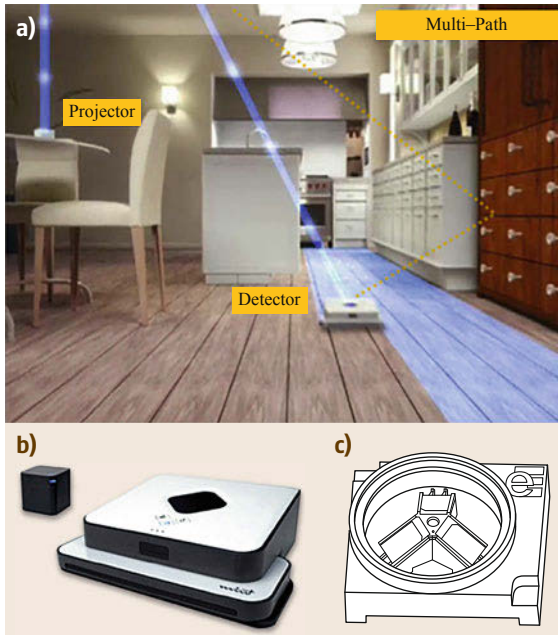 a)
Multi–Path
Projector
Detector
b)
c)